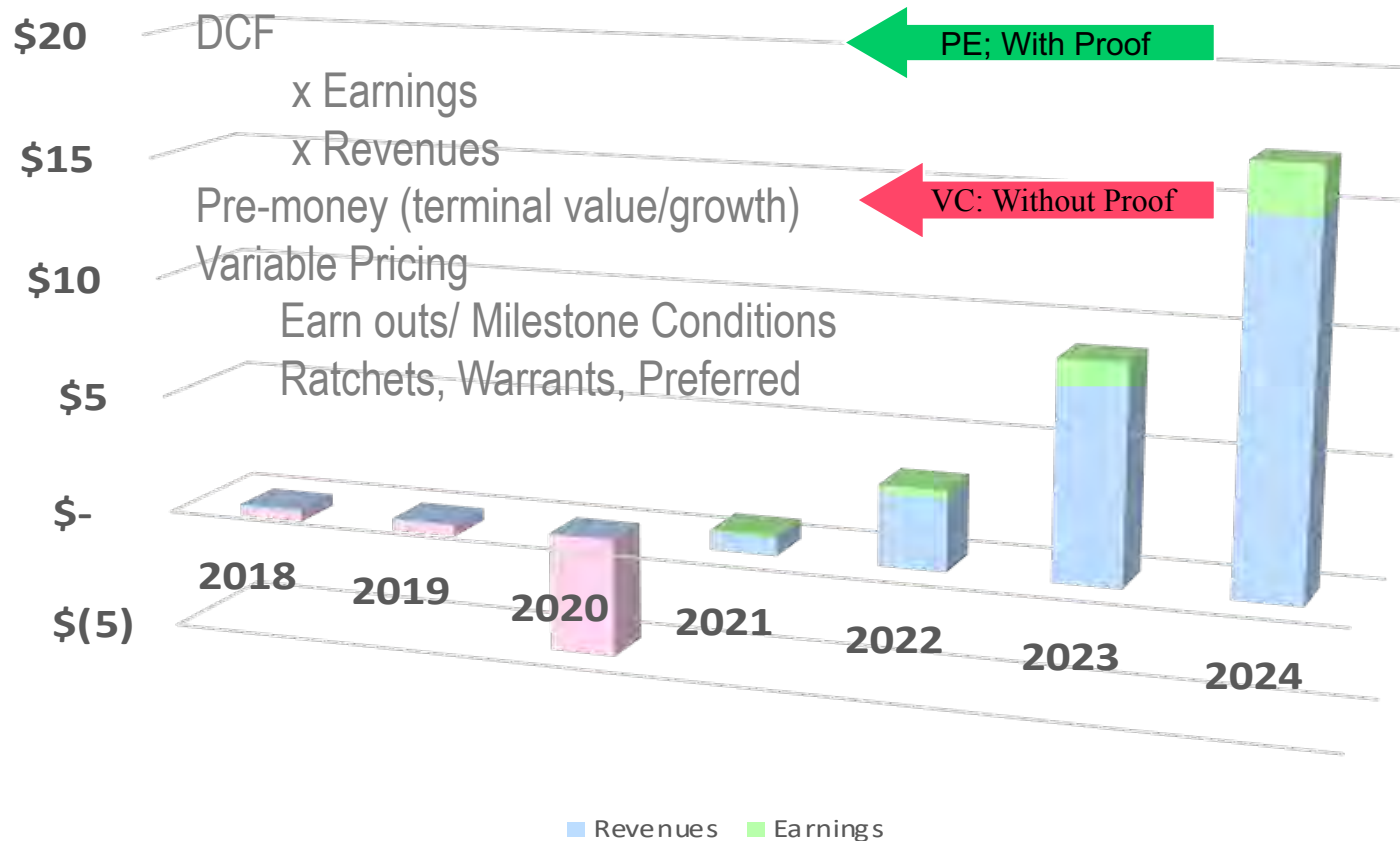 $20
DCF
PE; With Proof
x Earnings
$15
x Revenues
Pre-money (terminal value/growth)
VC: Without Proof
Variable Pricing
$10
Earn outs/ Milestone Conditions
Ratchets, Warrants, Preferred
$5
$-
$(5)
2018
2019
2020
2021
2022
2023
2024
Revenues
Earnings